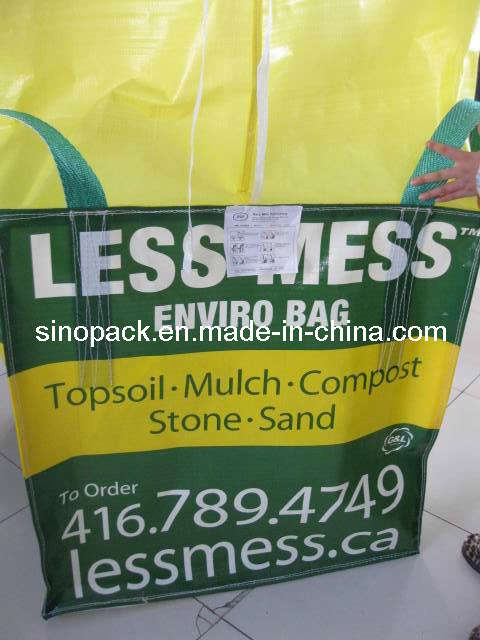 LESS MESS™
ENVIRO BAG
sinopack.en.made-in-china.com
Topsoil · Mulch · Compost
Stone · Sand
G&L
To Order
416.789.4749
lessmess.ca